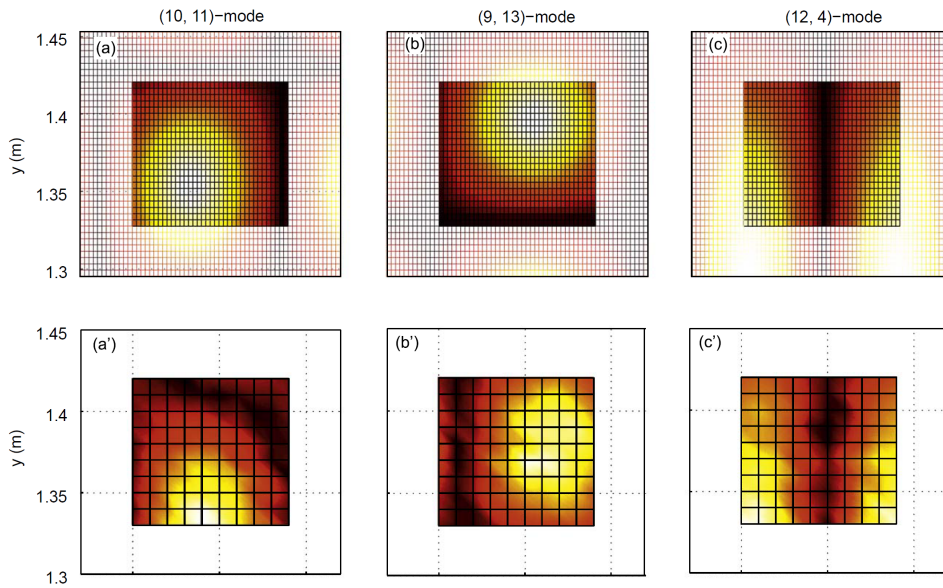 (10, 11)−mode
(9, 13)−mode
(12, 4)−mode
1.45
(a)
(b)
(c)
1.4
y (m)
1.35
1.3
1.45
(a')
(b')
(c')
1.4
y (m)
1.35
1.3